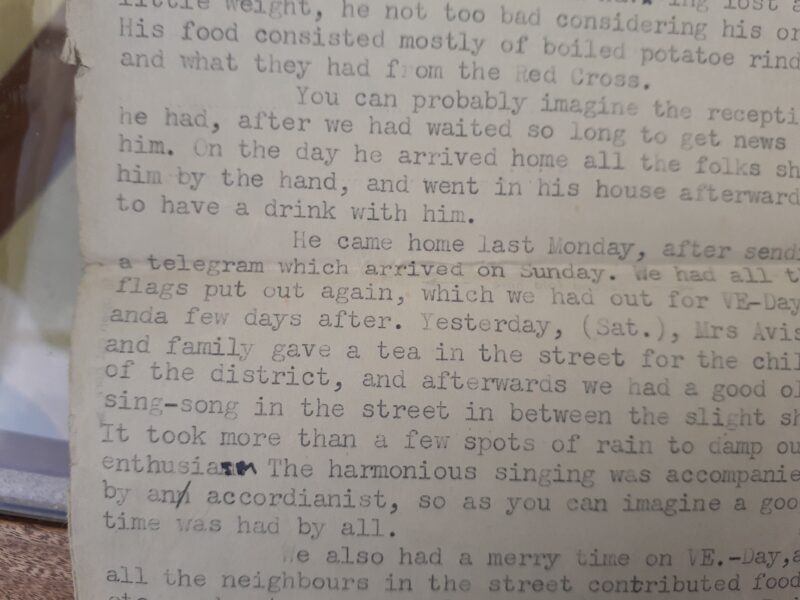 little weight, he not too bad considering his
His food consisted mostly of boiled potatoe rind
and what they had from the Red Cross.
You can probably imagine the recepti
he had, after we had waited so long to get news
him. On the day he arrived home all the folks sh
him by the hand, and went in his house afterward
to have a drink with him.
He came home last Monday, after sendi
a telegram which arrived on Sunday. We had all t
flags put out again, which we had out for VE-Day
anda few days after. Yesterday, (Sat.), Mrs Avis
and family gave a tea in the street for the chil
of the district, and afterwards we had a good ol
sing-song in the street in between the slight sh
It took more than a few spots of rain to damp ou
enthusiasm The harmonious singing was accompanie
by an/ accordianist, so as you can imagine a goo
time was had by all.
We also had a merry time on VE.-Day,a
all the neighbours in the street contributed food